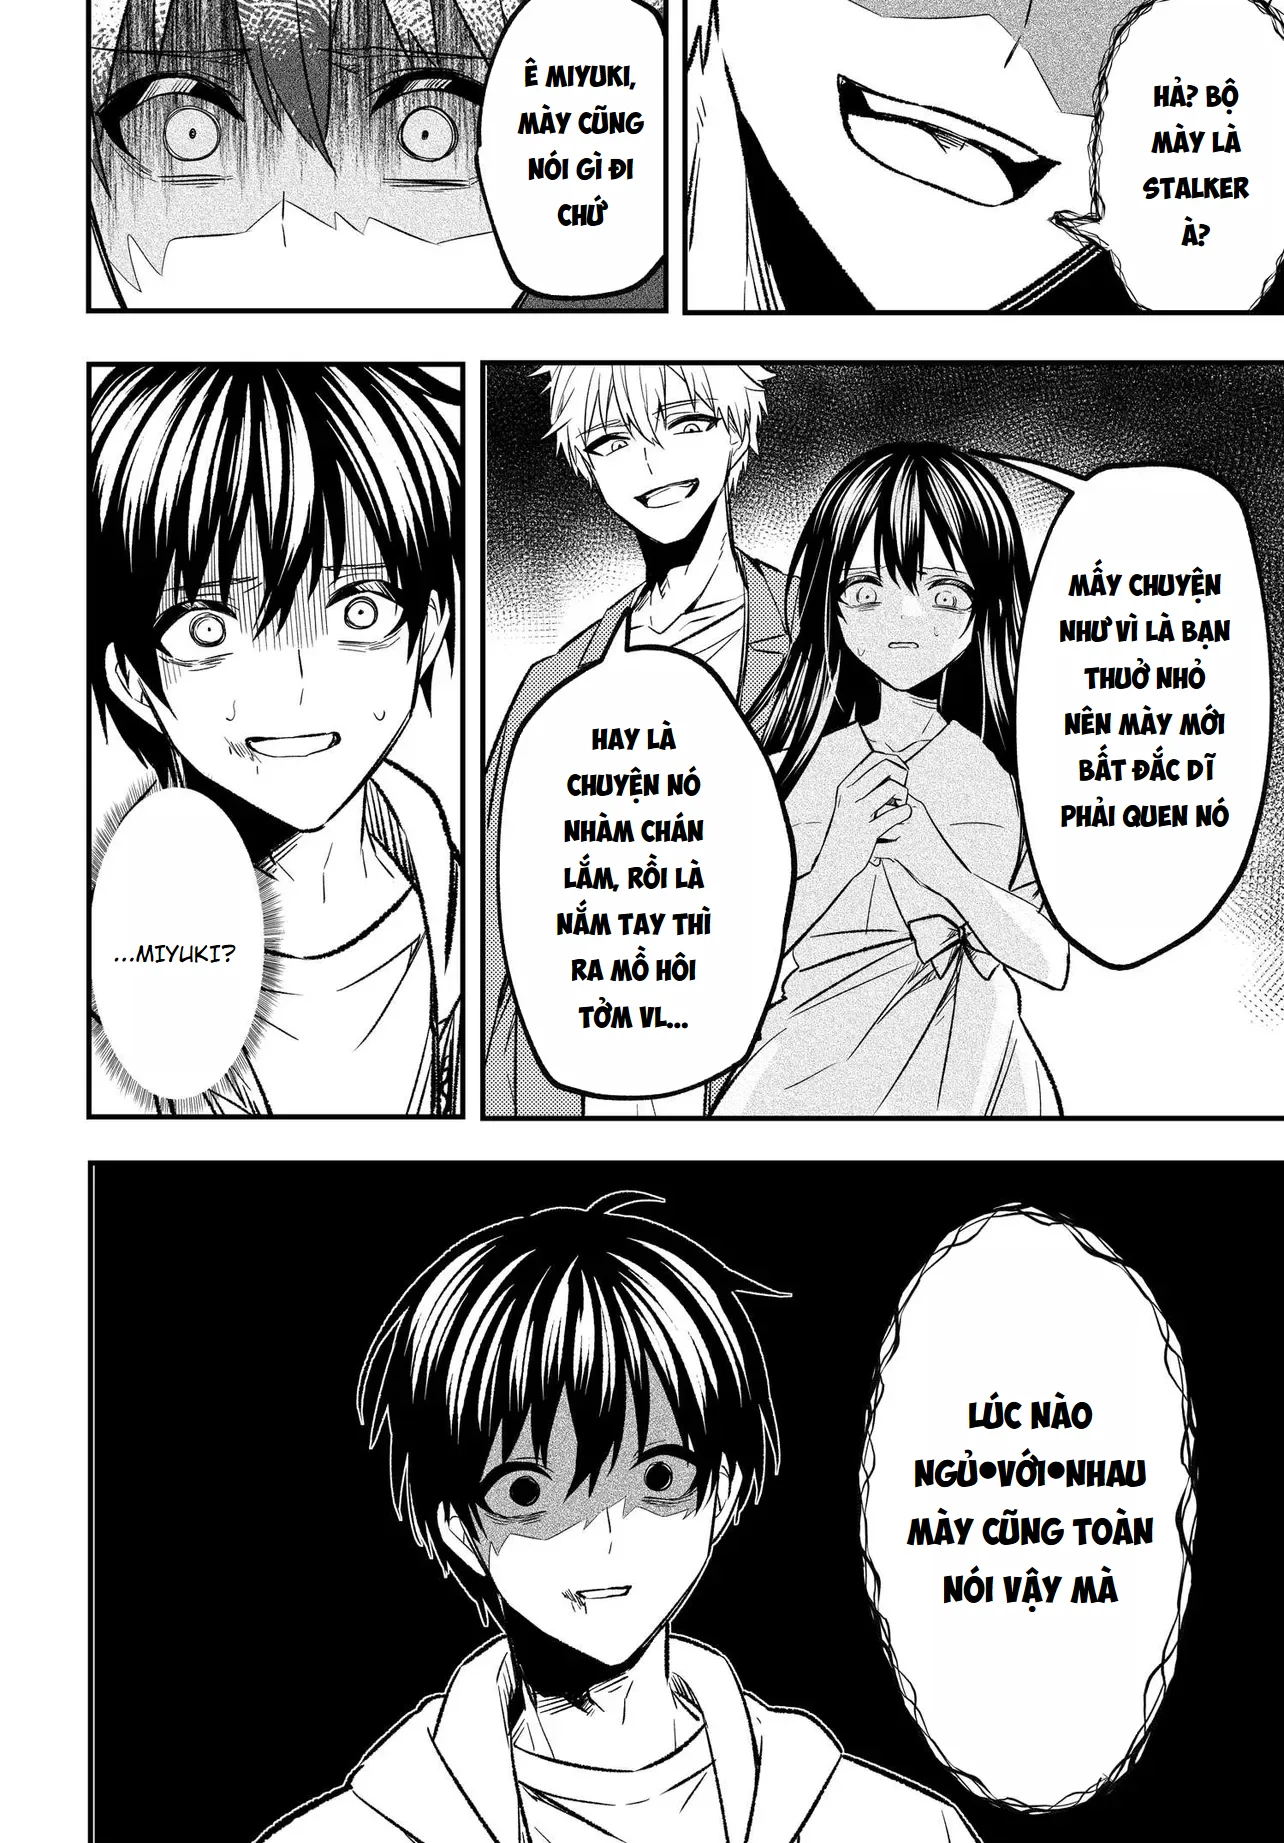 HẢ? BỘ
MÀY LÀ
STALKER
À?
Ê MIYUKI,
MÀY CŨNG
NÓI GÌ ĐI
CHỨ
MẤY CHUYỆN
NHƯ VÌ LÀ BẠN
THUỞ NHỎ
NÊN MÀY MỚI
BẤT ĐẮC DĨ
PHẢI QUEN NÓ
HAY LÀ
CHUYỆN NÓ
NHÀM CHÁN
LẮM, RỒI LÀ
NẮM TAY THÌ
RA MỒ HÔI
TỞM VL...
...MIYUKI?
LÚC NÀO
NGỦ•VỚI•NHAU
MÀY CŨNG TOÀN
NÓI VẬY MÀ